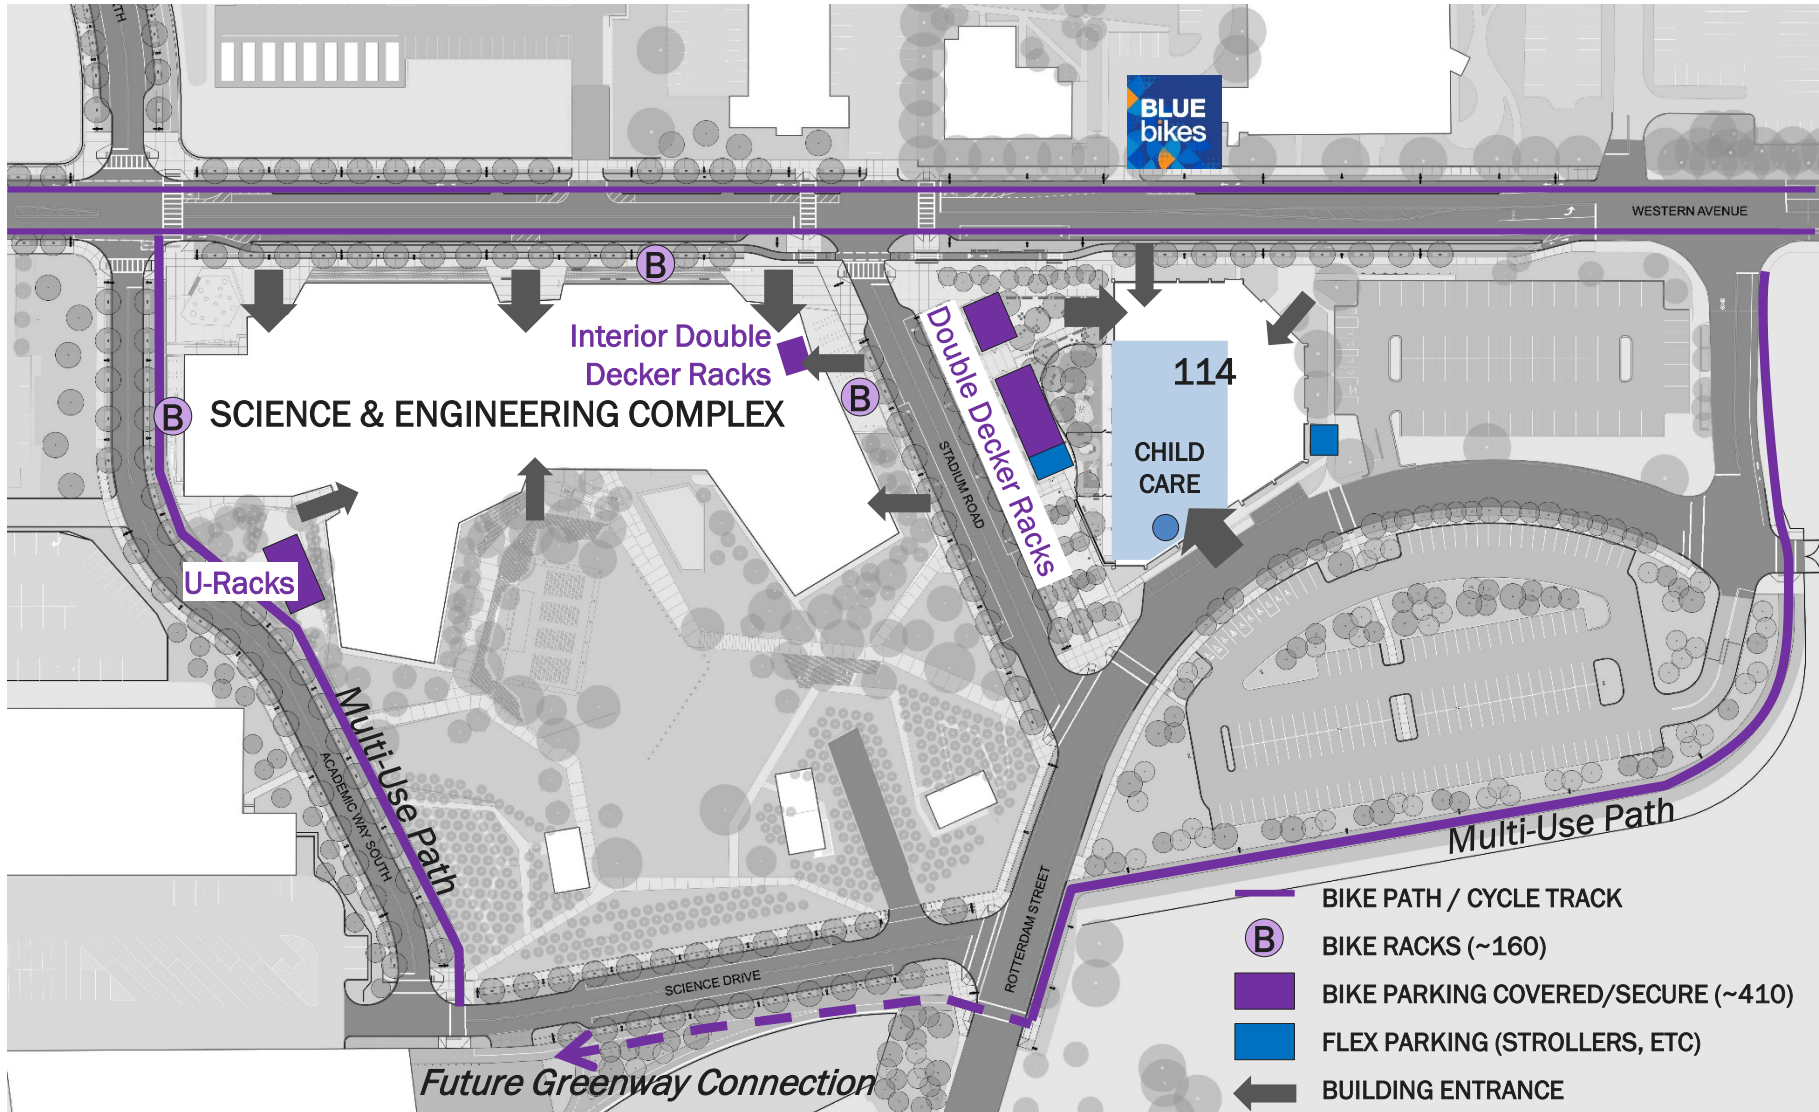 TH
BLUE
bikes
WESTERN AVENUE
B
Interior Double
Decker Racks
B
B
SCIENCE & ENGINEERING COMPLEX
Double Decker Racks
STADIUM ROAD
114
CHILD
CARE
U-Racks
Multi-Use Path
ACADEMIC WAY SOUTH
Multi-Use Path
ROTTERDAM STREET
SCIENCE DRIVE
Future Greenway Connection
BIKE PATH / CYCLE TRACK
B
BIKE RACKS (~160)
BIKE PARKING COVERED/SECURE (~410)
FLEX PARKING (STROLLERS, ETC)
BUILDING ENTRANCE